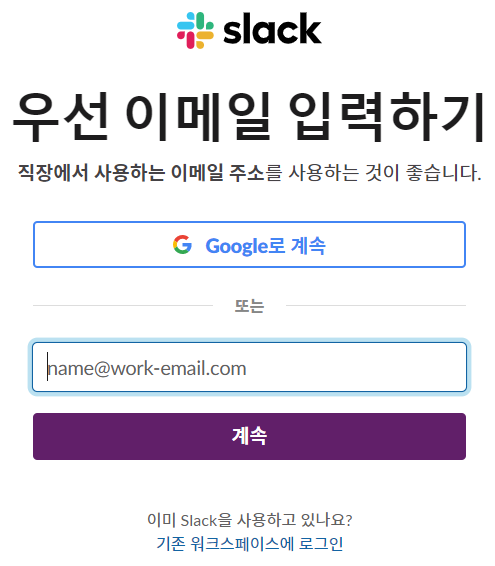 slack
우선 이메일 입력하기
직장에서 사용하는 이메일 주소를 사용하는 것이 좋습니다.
Google로 계속
또는
name@work-email.com
계속
이미 Slack을 사용하고 있나요?
기존 워크스페이스에 로그인